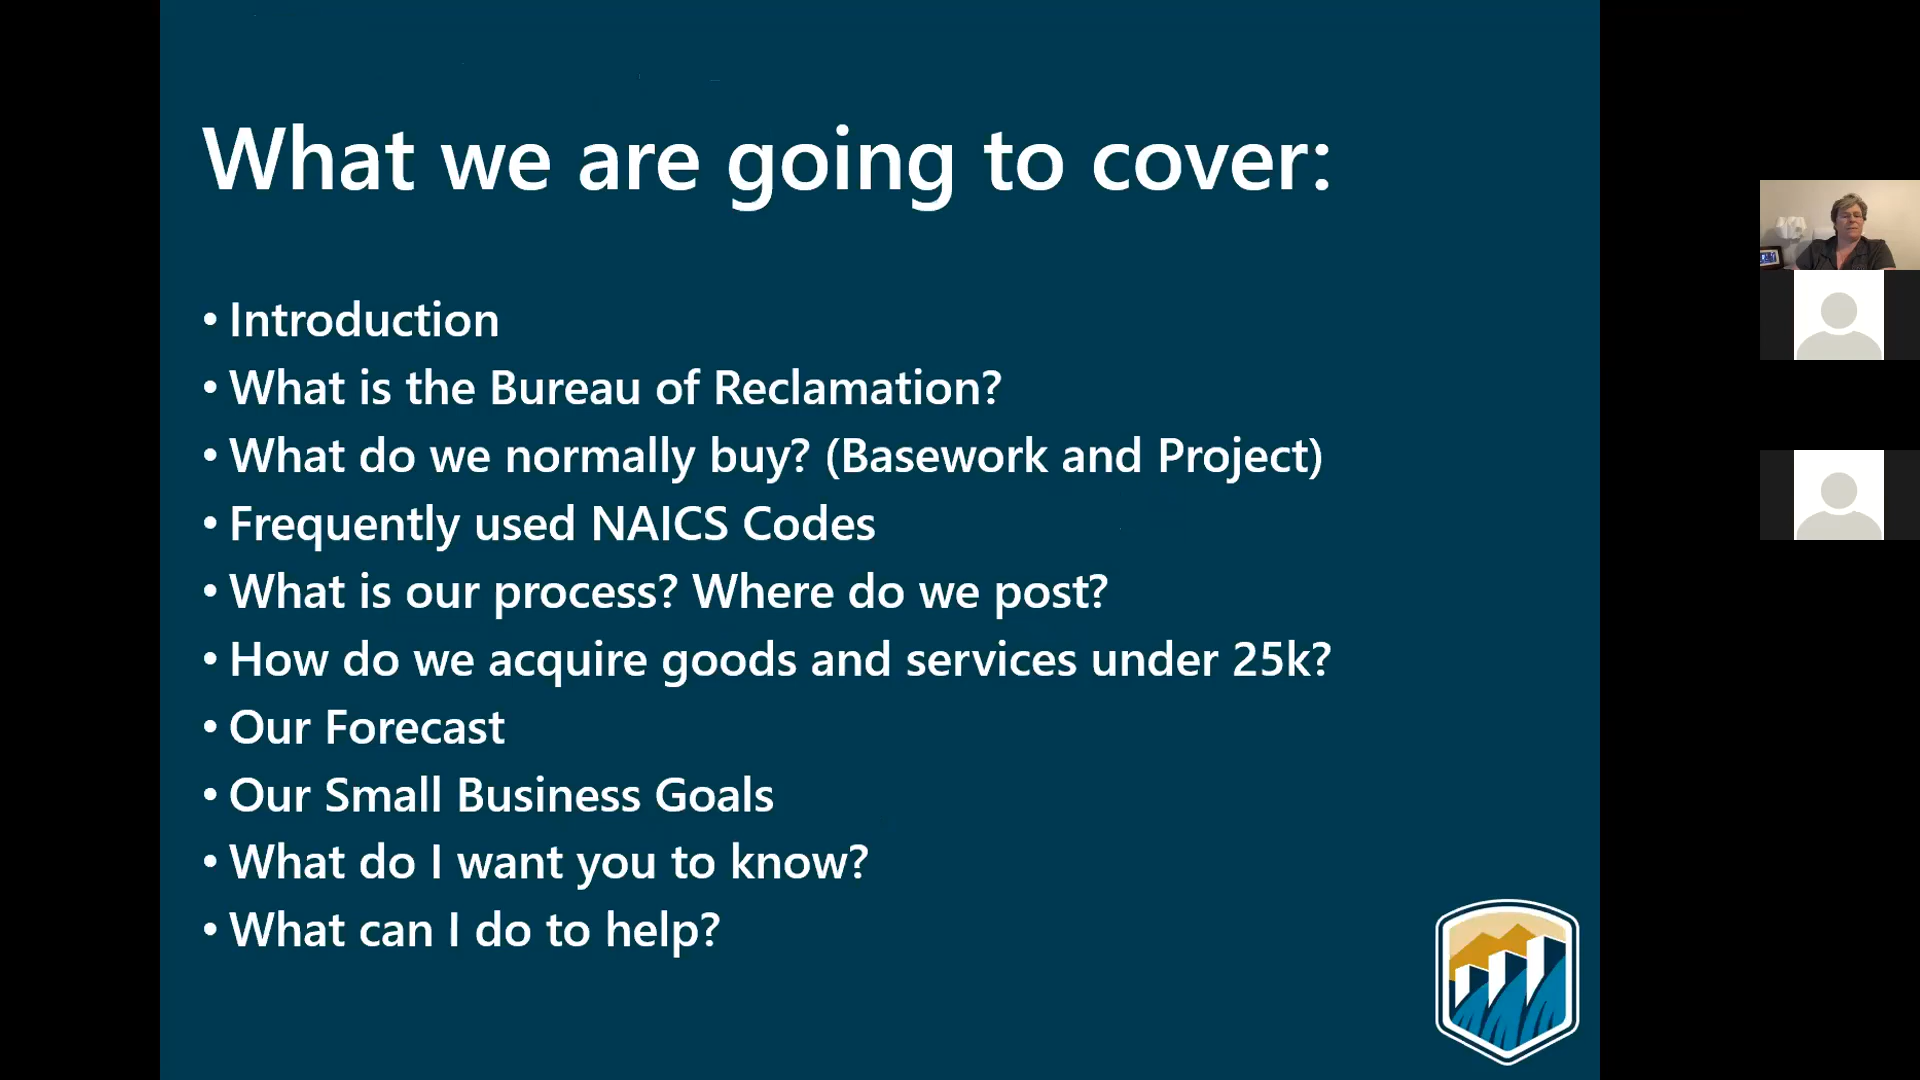 What we are going to cover:
• Introduction
• What is the Bureau of Reclamation?
• What do we normally buy? (Basework and Project)
• Frequently used NAICS Codes
• What is our process? Where do we post?
• How do we acquire goods and services under 25k?
• Our Forecast
• Our Small Business Goals
• What do I want you to know?
• What can I do to help?